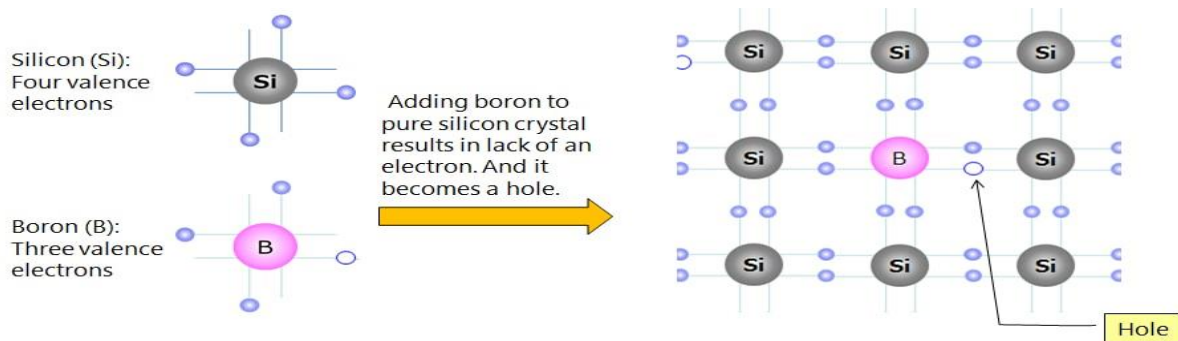 Silicon (Si):
Four valence
electrons
Si
Boron (B):
Three valence
electrons
B
Adding boron to
pure silicon crystal
results in lack of an
electron. And it
becomes a hole.
Si Si Si
Si B Si
Si Si Si
Hole